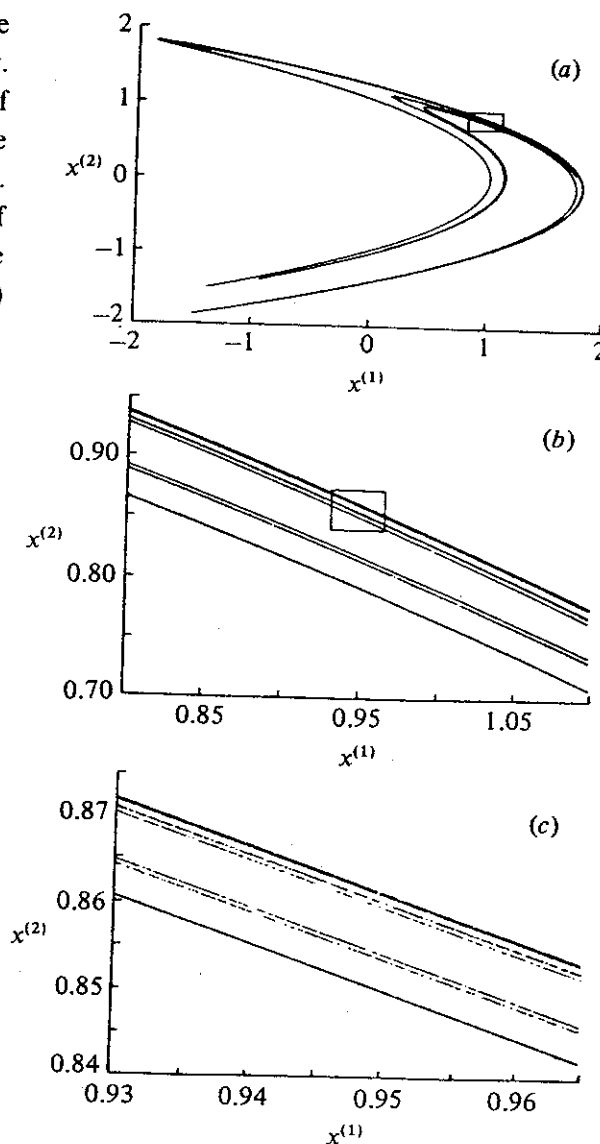 e
.
f
e
.
f
e
)
(a)
2
1
x^(2) 0
−1
−2
−2 −1 0 1 2
x^(1)
(b)
0.90
x^(2)
0.80
0.70
0.85 0.95 1.05
x^(1)
(c)
0.87
0.86
x^(2)
0.85
0.84
0.93 0.94 0.95 0.96
x^(1)